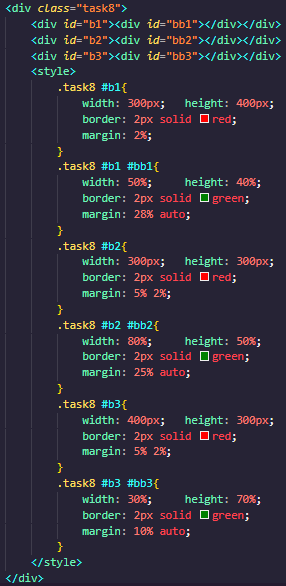 <div class="task8">
    <div id="b1"><div id="bb1"></div></div>
    <div id="b2"><div id="bb2"></div></div>
    <div id="b3"><div id="bb3"></div></div>
    <style>
        .task8 #b1{
            width: 300px;   height: 400px;
            border: 2px solid red;
            margin: 2%;
        }
        .task8 #b1 #bb1{
            width: 50%;     height: 40%;
            border: 2px solid green;
            margin: 28% auto;
        }
        .task8 #b2{
            width: 300px;   height: 300px;
            border: 2px solid red;
            margin: 5% 2%;
        }
        .task8 #b2 #bb2{
            width: 80%;     height: 50%;
            border: 2px solid green;
            margin: 25% auto;
        }
        .task8 #b3{
            width: 400px;   height: 300px;
            border: 2px solid red;
            margin: 5% 2%;
        }
        .task8 #b3 #bb3{
            width: 30%;     height: 70%;
            border: 2px solid green;
            margin: 10% auto;
        }
    </style>
</div>